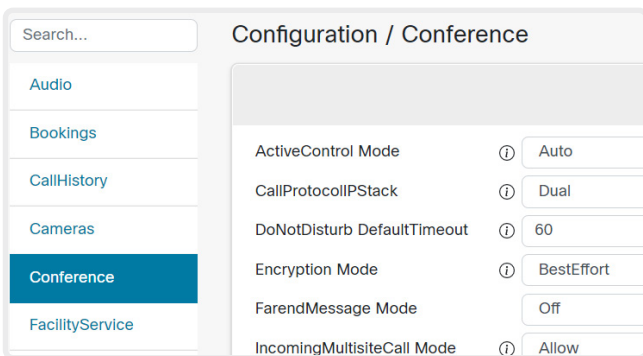 Search...
Configuration / Conference
Audio
Bookings
CallHistory
Cameras
Conference
FacilityService
ActiveControl Mode
Auto
CallProtocolIPStack
Dual
DoNotDisturb DefaultTimeout
60
Encryption Mode
BestEffort
FarendMessage Mode
Off
IncomingMultisiteCall Mode
Allow